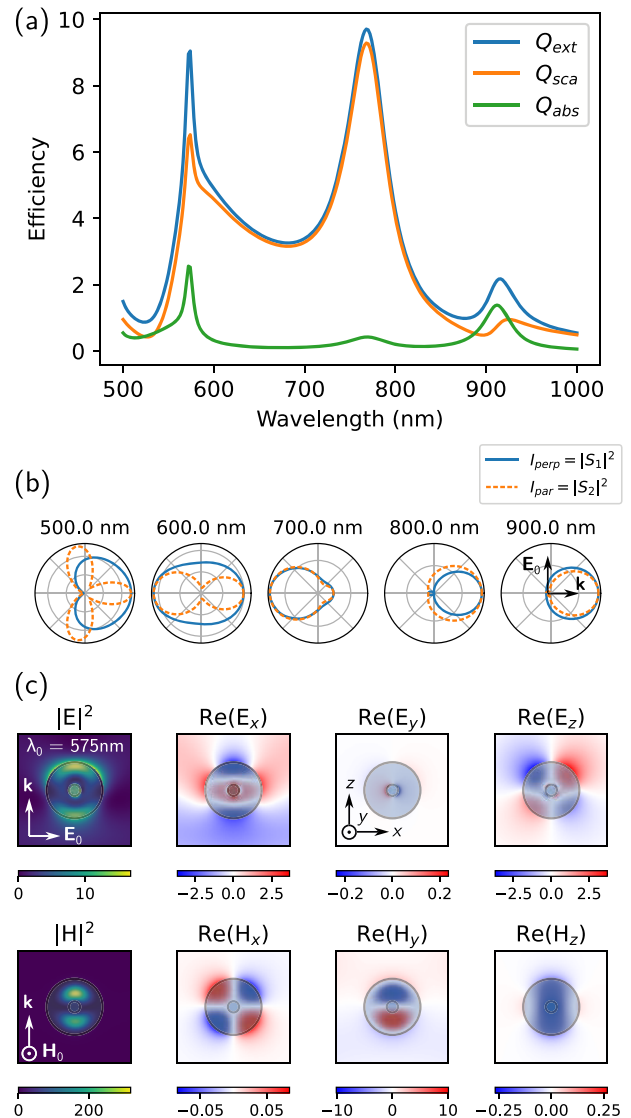 (a)
10
8
6
4
2
0
Efficiency
Q_ext
Q_sca
Q_abs
500 600 700 800 900 1000
Wavelength (nm)
I_perp = |S_1|^2
I_par = |S_2|^2
(b)
500.0 nm 600.0 nm 700.0 nm 800.0 nm 900.0 nm
E_0
k
(c)
|E|^2 Re(E_x) Re(E_y) Re(E_z)
λ_0 = 575nm
k
E_0
z
y
x
0 10 −2.5 0.0 2.5 −0.2 0.0 0.2 −2.5 0.0 2.5
|H|^2 Re(H_x) Re(H_y) Re(H_z)
k
H_0
0 200 −0.05 0.05 −10 0 10 −0.25 0.00 0.25